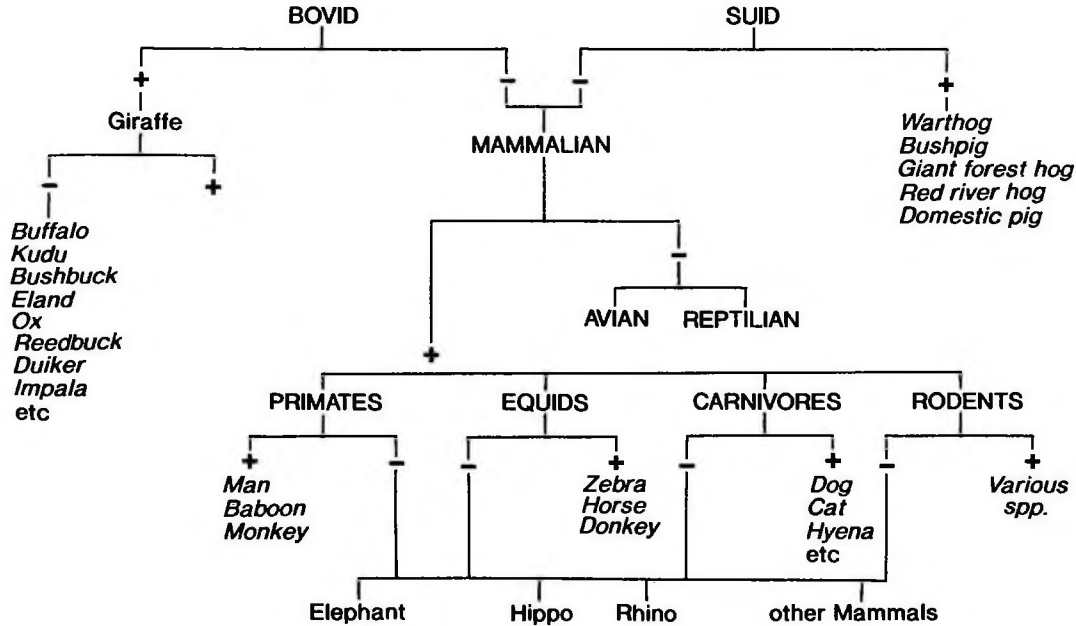 BOVID
SUID
+
−
−
+
Giraffe
MAMMALIAN
Warthog
Bushpig
Giant forest hog
Red river hog
Domestic pig
−
+
Buffalo
Kudu
Bushbuck
Eland
Ox
Reedbuck
Duiker
Impala
etc
−
AVIAN
REPTILIAN
+
PRIMATES
EQUIDS
CARNIVORES
RODENTS
+
−
−
+
−
+
−
+
Man
Baboon
Monkey
Zebra
Horse
Donkey
Dog
Cat
Hyena
etc
Various
spp.
Elephant
Hippo
Rhino
other Mammals